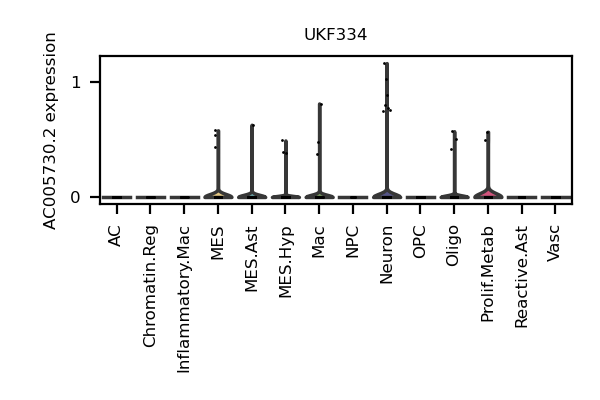 UKF334
AC005730.2 expression
1
0
AC
Chromatin.Reg
Inflammatory.Mac
MES
MES.Ast
MES.Hyp
Mac
NPC
Neuron
OPC
Oligo
Prolif.Metab
Reactive.Ast
Vasc